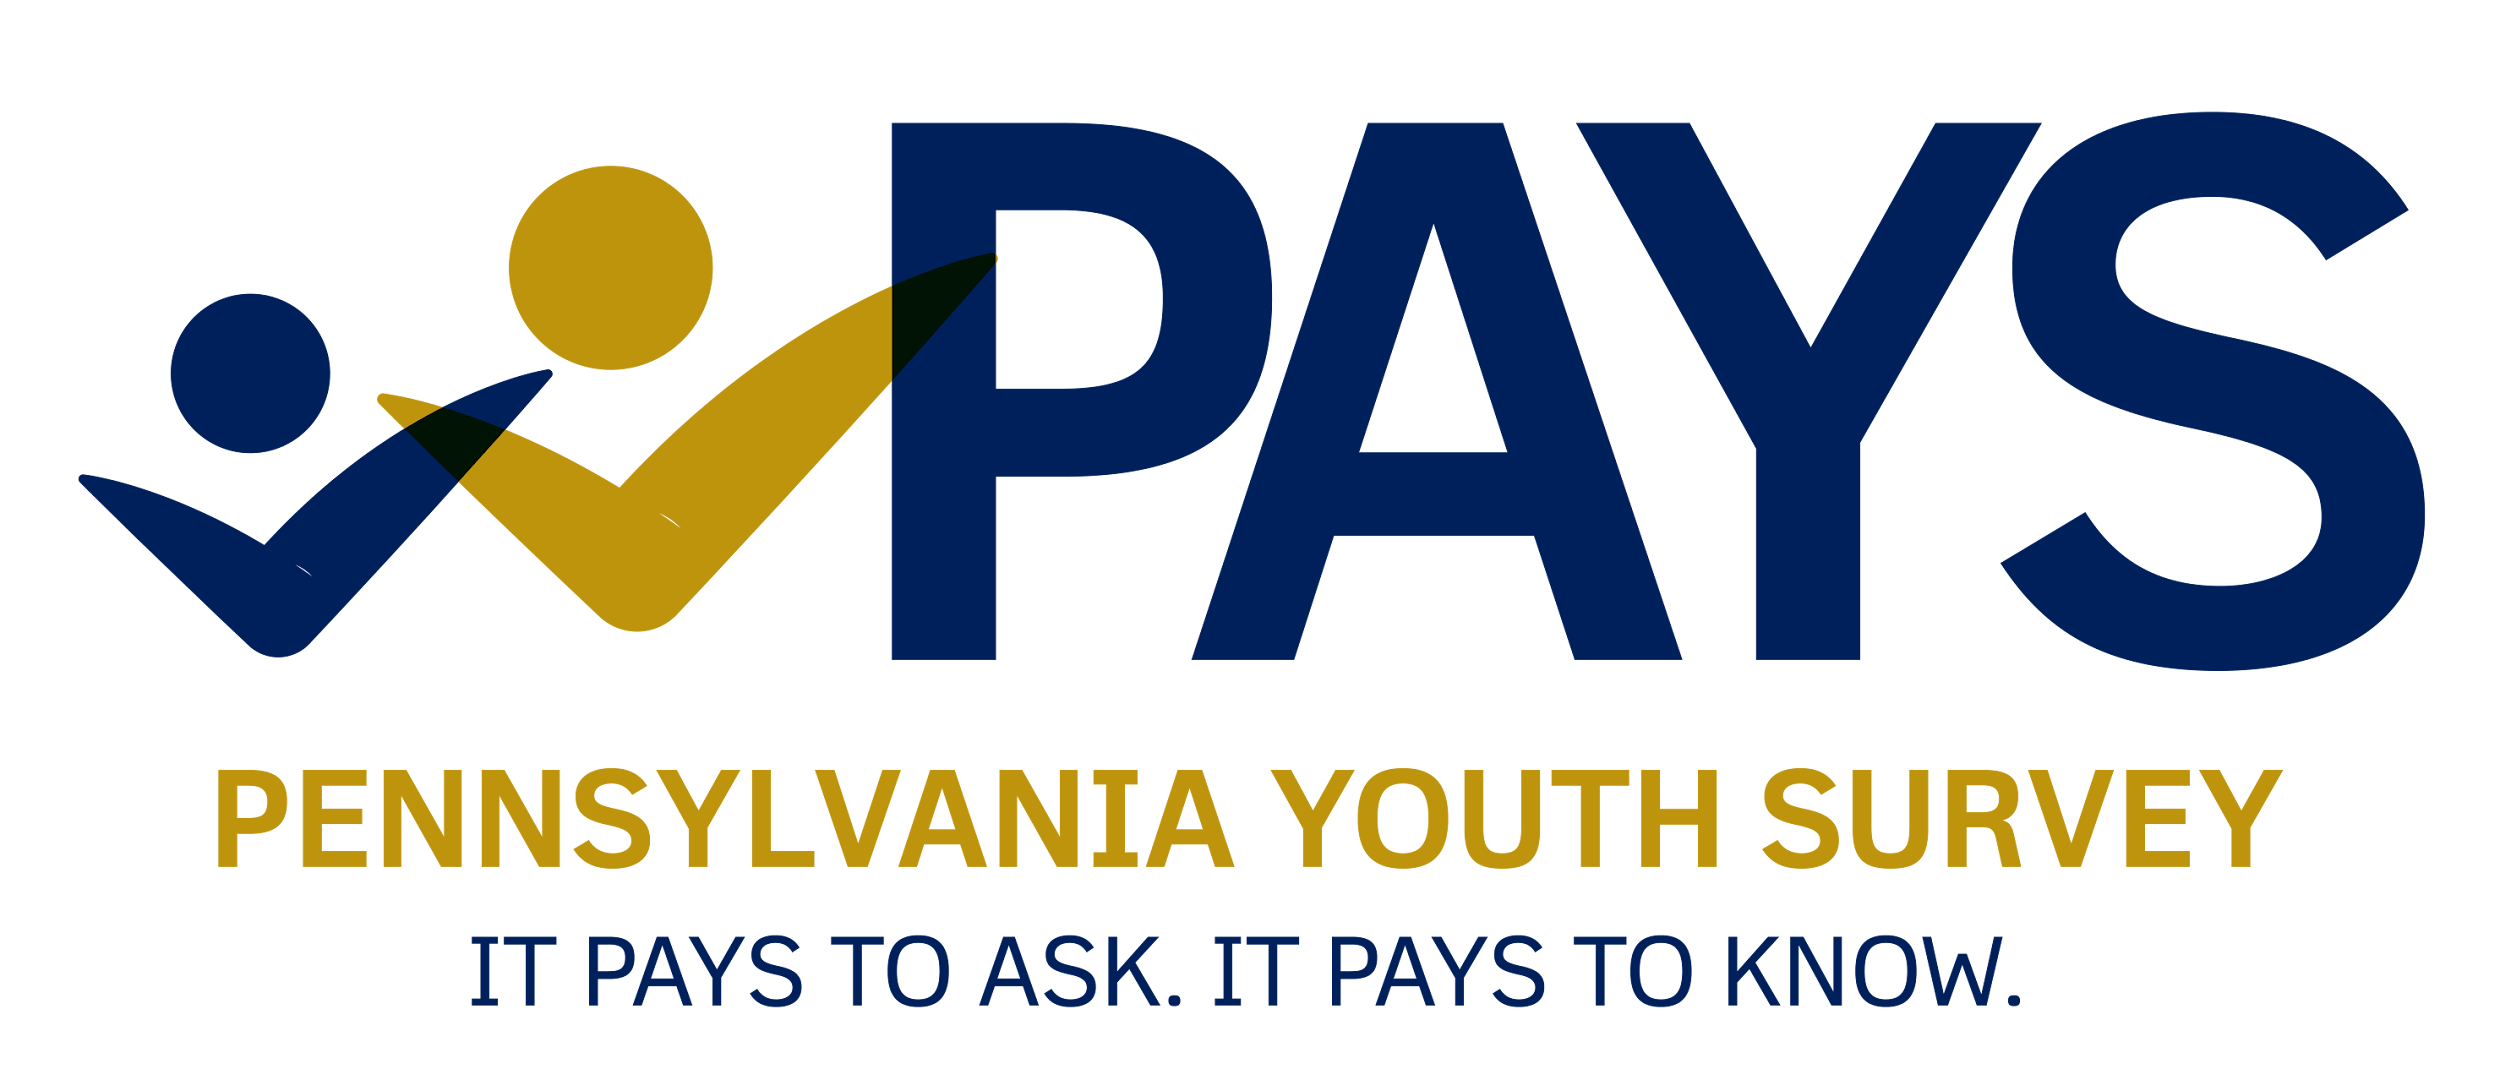 PAYS
PENNSYLVANIA YOUTH SURVEY
IT PAYS TO ASK. IT PAYS TO KNOW.